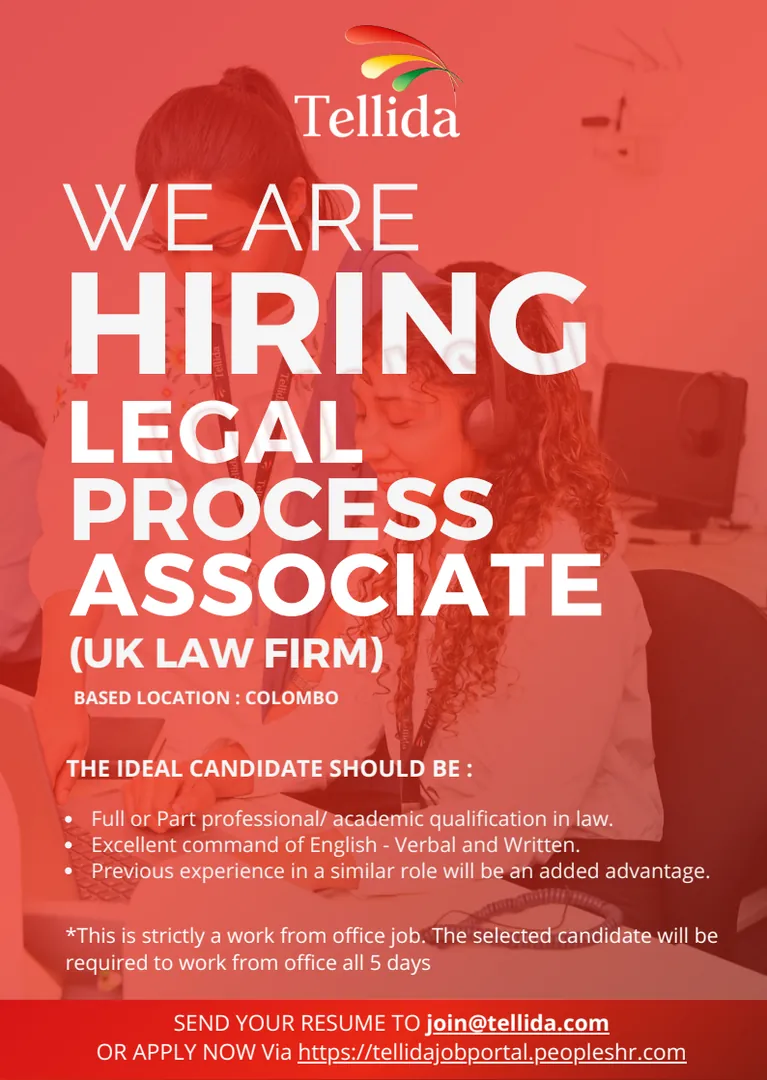 Tellida
WE ARE
HIRING
LEGAL
PROCESS
ASSOCIATE
(UK LAW FIRM)
BASED LOCATION : COLOMBO
THE IDEAL CANDIDATE SHOULD BE :
• Full or Part professional/ academic qualification in law.
• Excellent command of English - Verbal and Written.
• Previous experience in a similar role will be an added advantage.
*This is strictly a work from office job. The selected candidate will be
required to work from office all 5 days
SEND YOUR RESUME TO join@tellida.com
OR APPLY NOW Via https://tellidajobportal.peopleshr.com